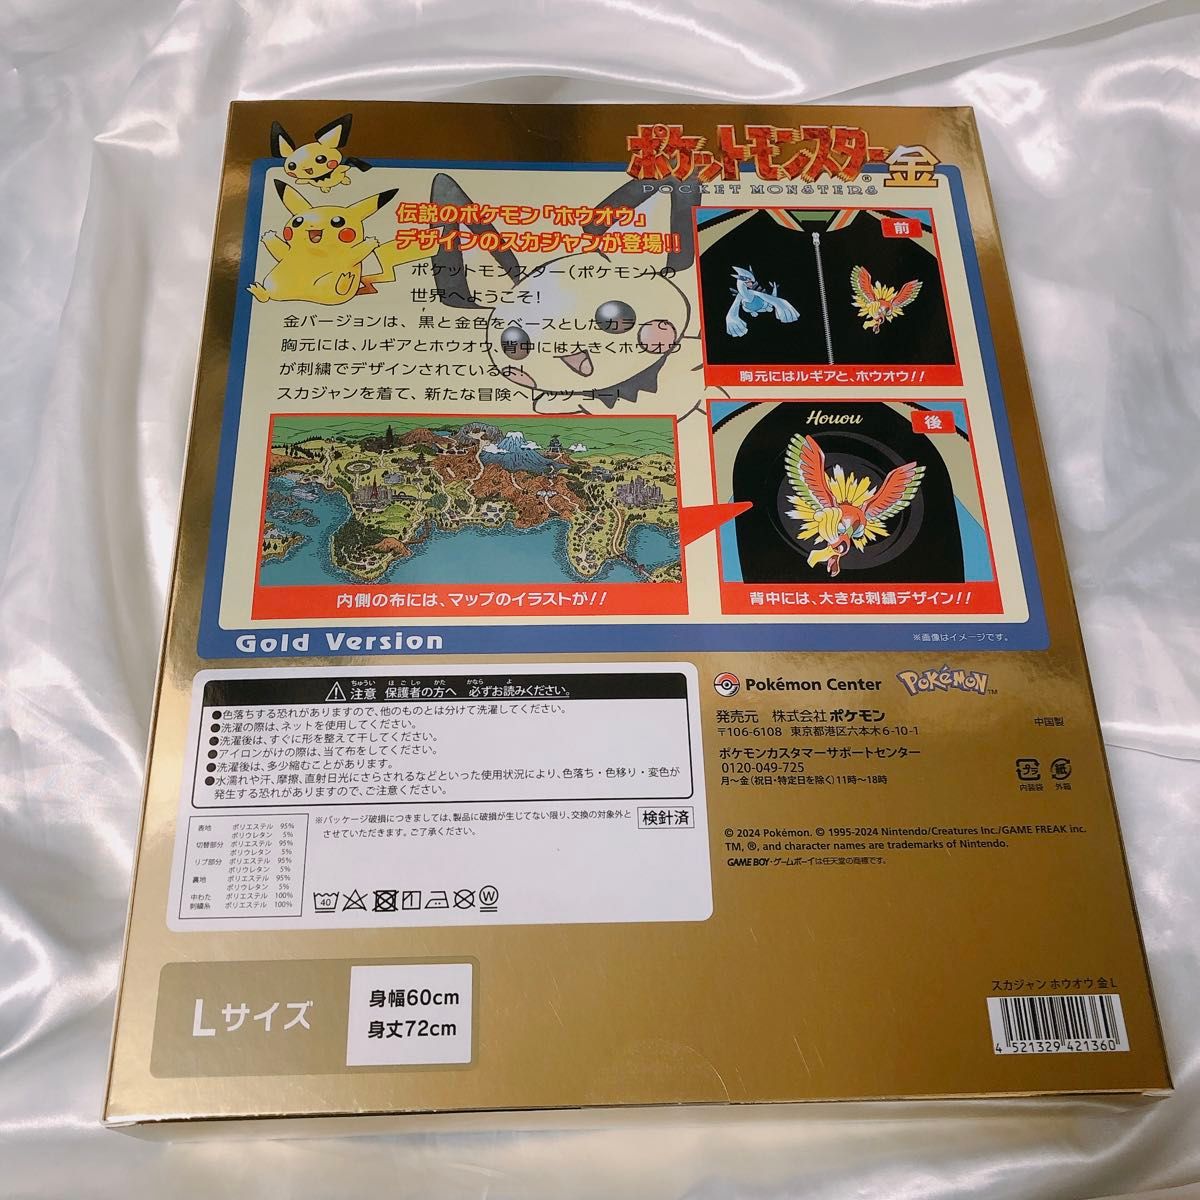 ポケットモンスター®金
POCKET MONSTERS
伝説のポケモン「ホウオウ」
デザインのスカジャンが登場!!
ポケットモンスター(ポケモン)の
世界へようこそ!
金バージョンは、黒と金色をベースとしたカラーで、
胸元には、ルギアとホウオウ、背中には大きくホウオウ
が刺繍でデザインされているよ!
スカジャンを着て、新たな冒険へレッツ ゴー!
前
胸元にはルギアと、ホウオウ!!
Houou
後
背中には、大きな刺繍デザイン!!
内側の布には、マップのイラストが!!
Gold Version
※画像はイメージです。
ちゅうい ほごしゃ かた かなら よ
注意 保護者の方へ 必ずお読みください。
●色落ちする恐れがありますので、他のものとは分けて洗濯してください。
●洗濯の際は、ネットを使用してください。
●洗濯後は、すぐに形を整えて干してください。
●アイロンがけの際は、当て布をしてください。
●洗濯後は、多少縮むことがあります。
●水濡れや汗、摩擦、直射日光にさらされるなどといった使用状況により、色落ち・色移り・変色が
発生する恐れがありますので、ご注意ください。
表地 ポリエステル 95%
ポリウレタン 5%
切替部分 ポリエステル 95%
ポリウレタン 5%
リブ部分 ポリエステル 95%
ポリウレタン 5%
裏地 ポリエステル 95%
ポリウレタン 5%
中わた ポリエステル 100%
刺繍糸 ポリエステル 100%
※パッケージ破損につきましては、製品に破損が生じてない限り、交換の対象外と
させていただきます。ご了承ください。
検針済
40
W
Pokémon Center POKéMON™
発売元 株式会社ポケモン
中国製
〒106-6108 東京都港区六本木6-10-1
ポケモンカスタマーサポートセンター
0120-049-725
月〜金(祝日・特定日を除く)11時〜18時
プラ 紙
内装袋 外箱
© 2024 Pokémon. © 1995-2024 Nintendo/Creatures Inc./GAME FREAK inc.
TM, ®, and character names are trademarks of Nintendo.
GAME BOY・ゲームボーイは任天堂の商標です。
Lサイズ
身幅60cm
身丈72cm
スカジャン ホウオウ 金 L
4 521329 421360